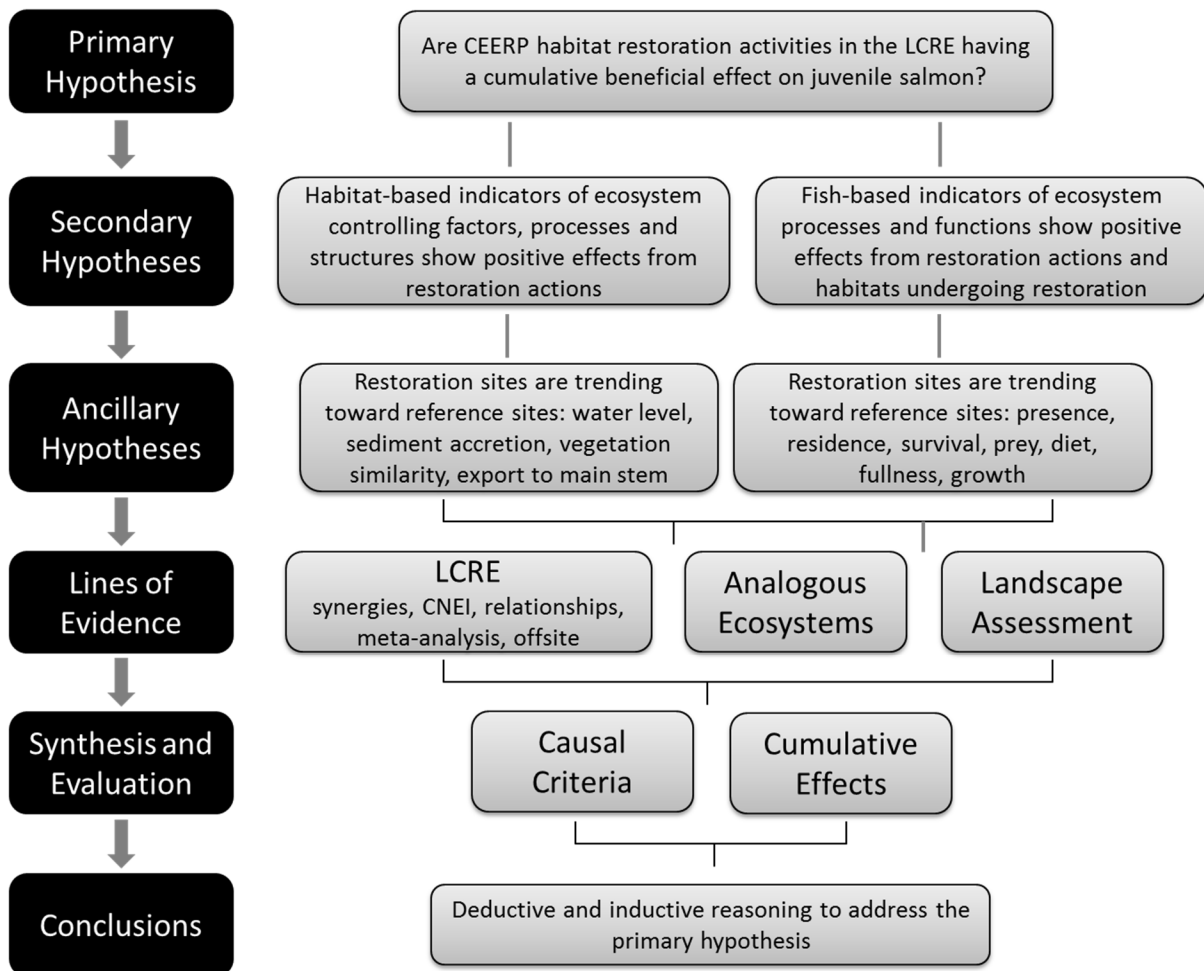 Primary
Hypothesis
Are CEERP habitat restoration activities in the LCRE having
a cumulative beneficial effect on juvenile salmon?
Secondary
Hypotheses
Habitat-based indicators of ecosystem
controlling factors, processes and
structures show positive effects from
restoration actions
Fish-based indicators of ecosystem
processes and functions show positive
effects from restoration actions and
habitats undergoing restoration
Ancillary
Hypotheses
Restoration sites are trending
toward reference sites: water level,
sediment accretion, vegetation
similarity, export to main stem
Restoration sites are trending
toward reference sites: presence,
residence, survival, prey, diet,
fullness, growth
Lines of
Evidence
LCRE
synergies, CNEI, relationships,
meta-analysis, offsite
Analogous
Ecosystems
Landscape
Assessment
Synthesis and
Evaluation
Causal
Criteria
Cumulative
Effects
Conclusions
Deductive and inductive reasoning to address the
primary hypothesis